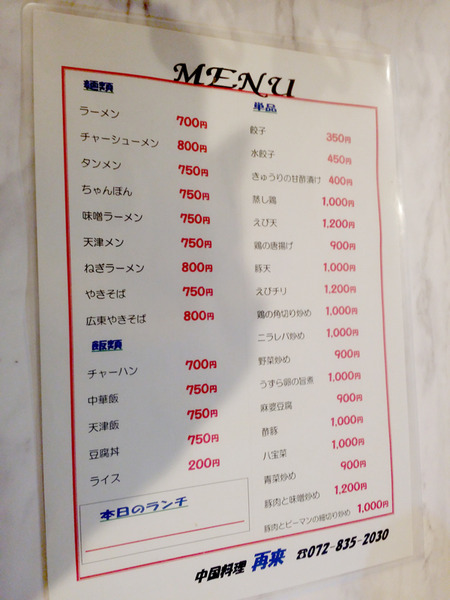 MENU
麺類
ラーメン 700円
チャーシューメン 800円
タンメン 750円
ちゃんぽん 750円
味噌ラーメン 750円
天津メン 750円
ねぎラーメン 800円
やきそば 750円
広東やきそば 800円
飯類
チャーハン 700円
中華飯 750円
天津飯 750円
豆腐丼 750円
ライス 200円
本日のランチ
単品
餃子 350円
水餃子 450円
きゅうりの甘酢漬け 400円
蒸し鶏 1,000円
えび天 1,200円
鶏の唐揚げ 900円
豚天 1,000円
えびチリ 1,200円
鶏の角切り炒め 1,000円
ニラレバ炒め 1,000円
野菜炒め 900円
うずら卵の旨煮 1,000円
麻婆豆腐 900円
酢豚 1,000円
八宝菜 1,000円
青菜炒め 900円
豚肉と味噌炒め 1,200円
豚肉とピーマンの細切り炒め 1,000円
中国料理 再来 ☎072-835-2030